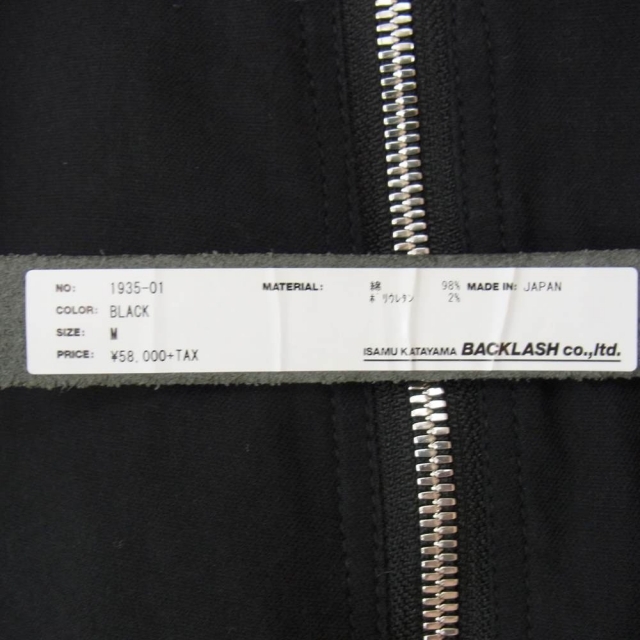 NO: 1935-01 MATERIAL: 綿 98% MADE IN: JAPAN
COLOR: BLACK ポリウレタン 2%
SIZE: M
PRICE: ¥58,000+TAX ISAMU KATAYAMA BACKLASH co.,ltd.